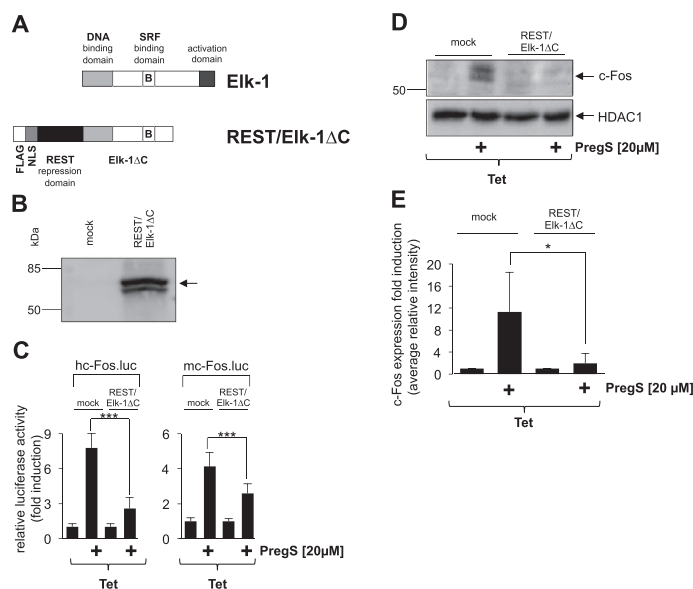 A
DNA
binding
domain
SRF
binding
domain
activation
domain
B
Elk-1
B
REST/Elk-1ΔC
FLAG
NLS
REST
repression
domain
Elk-1ΔC
B
kDa
mock
REST/
Elk-1ΔC
85
50
C
hc-Fos.luc
mc-Fos.luc
mock
REST/
Elk-1ΔC
mock
REST/
Elk-1ΔC
relative luciferase activity
(fold induction)
9
6
3
0
***
6
4
2
0
***
+ +
+ +
PregS [20µM]
Tet
Tet
D
mock
REST/
Elk-1ΔC
50
c-Fos
HDAC1
+ +
PregS [20µM]
Tet
E
mock
REST/
Elk-1ΔC
c-Fos expression fold induction
(average relative intensity)
20
16
12
8
4
0
*
+ +
PregS [20 µM]
Tet